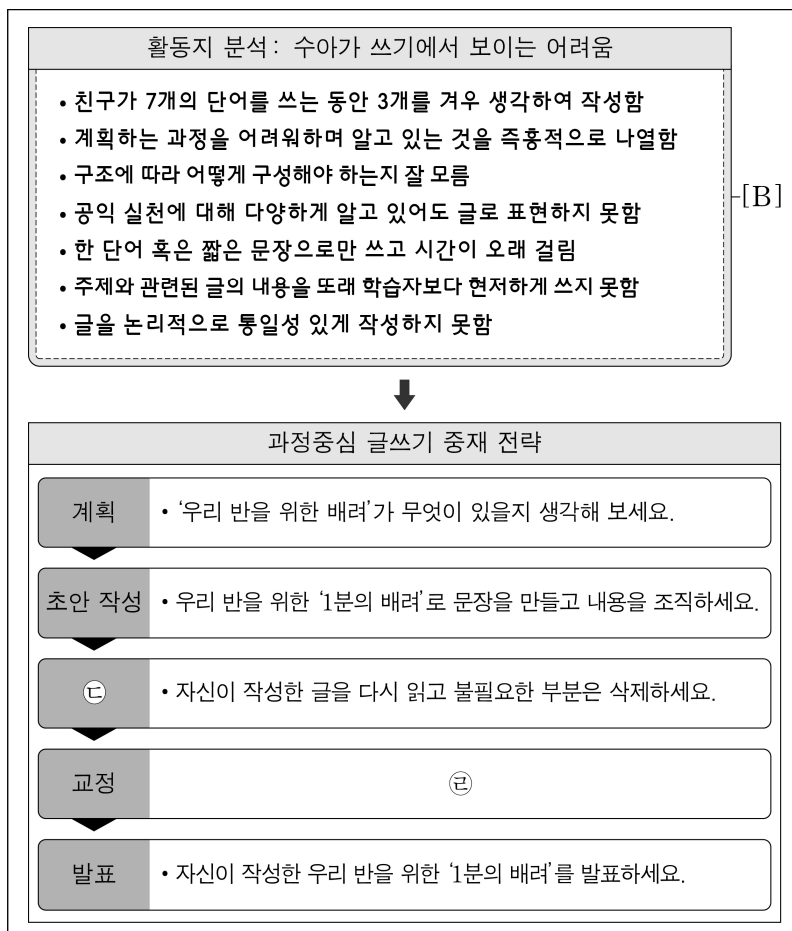 활동지 분석: 수아가 쓰기에서 보이는 어려움
• 친구가 7개의 단어를 쓰는 동안 3개를 겨우 생각하여 작성함
• 계획하는 과정을 어려워하며 알고 있는 것을 즉흥적으로 나열함
• 구조에 따라 어떻게 구성해야 하는지 잘 모름
• 공익 실천에 대해 다양하게 알고 있어도 글로 표현하지 못함
• 한 단어 혹은 짧은 문장으로만 쓰고 시간이 오래 걸림
• 주제와 관련된 글의 내용을 또래 학습자보다 현저하게 쓰지 못함
• 글을 논리적으로 통일성 있게 작성하지 못함
[B]
과정중심 글쓰기 중재 전략
계획 • ‘우리 반을 위한 배려’가 무엇이 있을지 생각해 보세요.
초안 작성 • 우리 반을 위한 ‘1분의 배려’로 문장을 만들고 내용을 조직하세요.
㉢ • 자신이 작성한 글을 다시 읽고 불필요한 부분은 삭제하세요.
교정 ㉣
발표 • 자신이 작성한 우리 반을 위한 ‘1분의 배려’를 발표하세요.